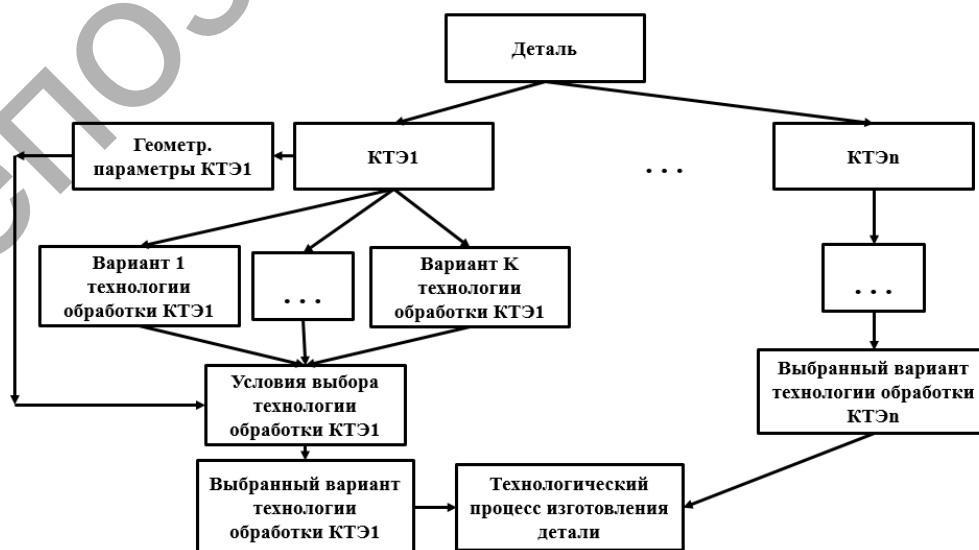 Деталь
Геометр.
параметры КТЭ1
КТЭ1
. . .
КТЭn
Вариант 1
технологии
обработки КТЭ1
. . .
Вариант K
технологии
обработки КТЭ1
. . .
Условия выбора
технологии
обработки КТЭ1
Выбранный вариант
технологии обработки
КТЭn
Выбранный вариант
технологии
обработки КТЭ1
Технологический
процесс изготовления
детали